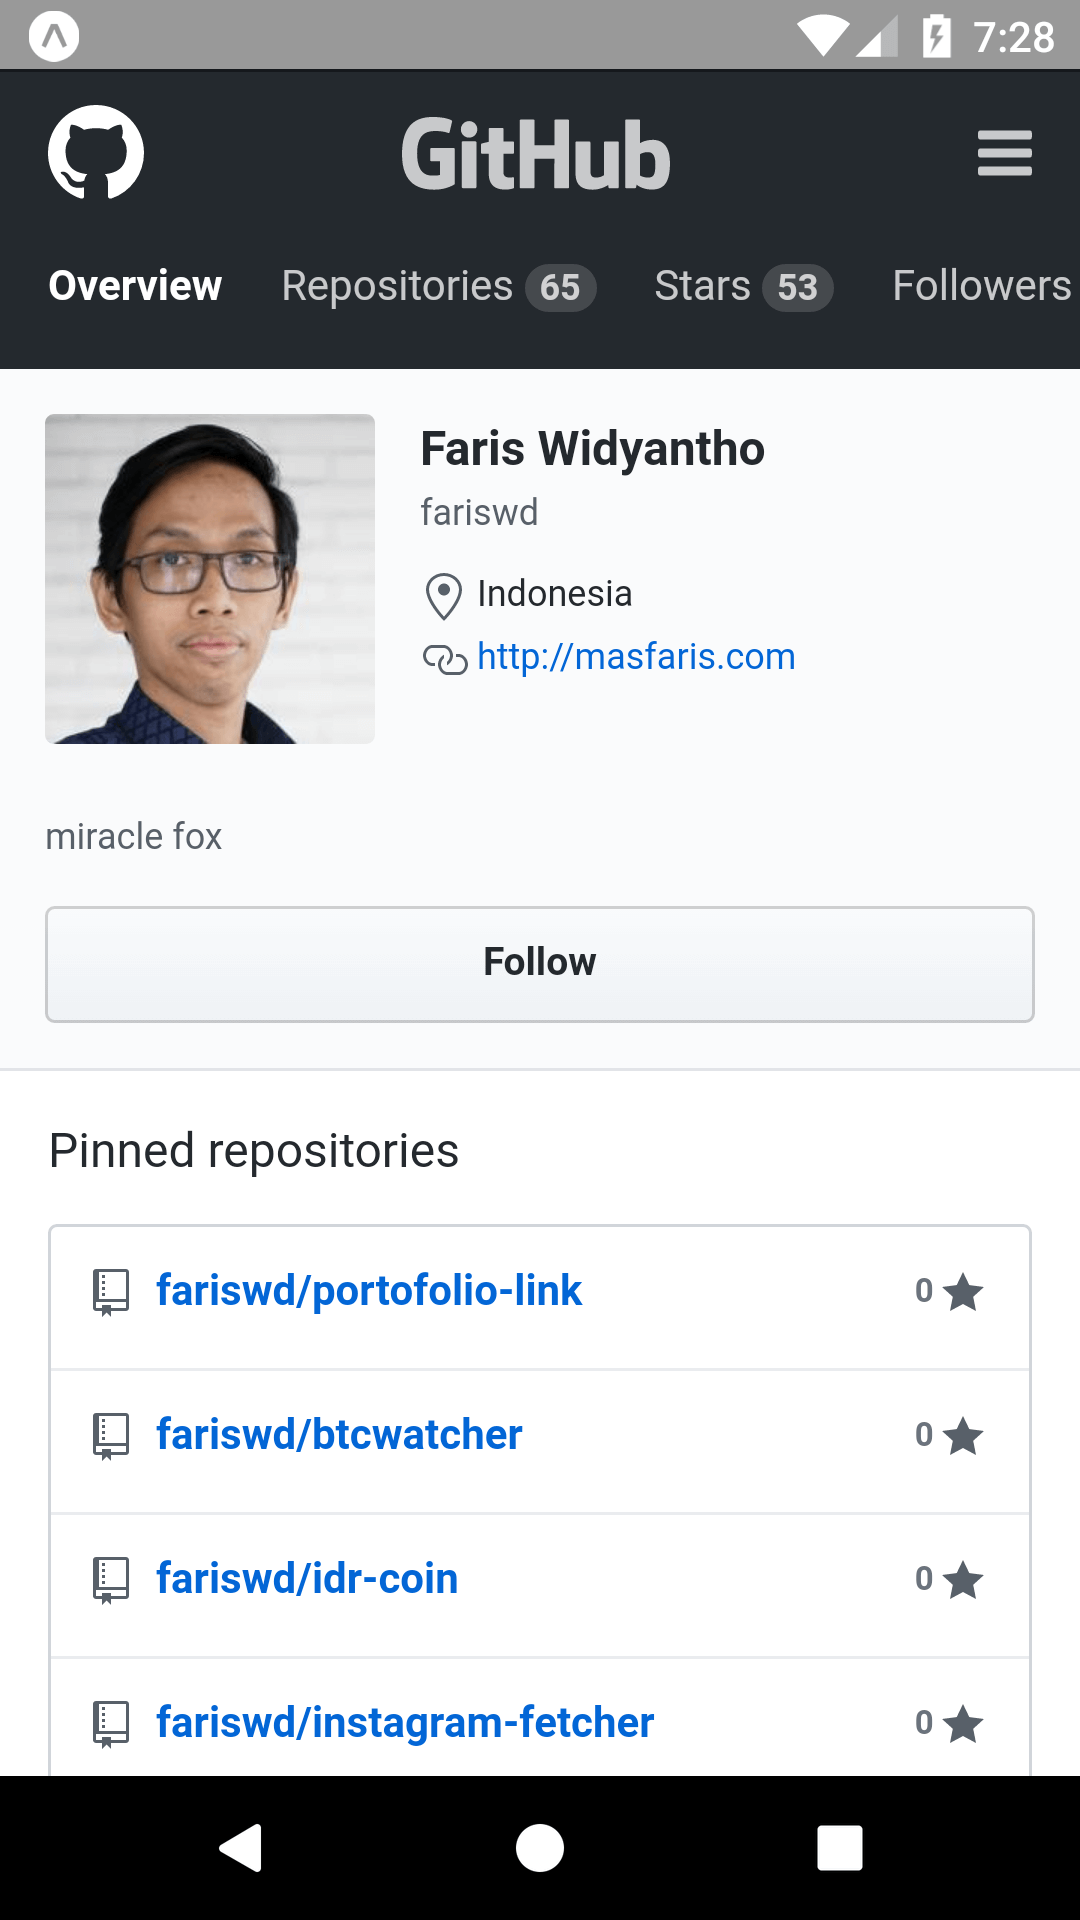 7:28
GitHub
Overview Repositories 65 Stars 53 Followers
Faris Widyantho
fariswd
Indonesia
http://masfaris.com
miracle fox
Follow
Pinned repositories
fariswd/portofolio-link 0
fariswd/btcwatcher 0
fariswd/idr-coin 0
fariswd/instagram-fetcher 0